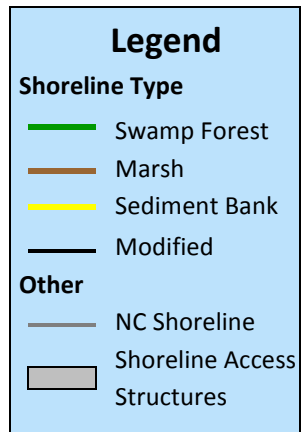 Legend
Shoreline Type
Swamp Forest
Marsh
Sediment Bank
Modified
Other
NC Shoreline
Shoreline Access
Structures